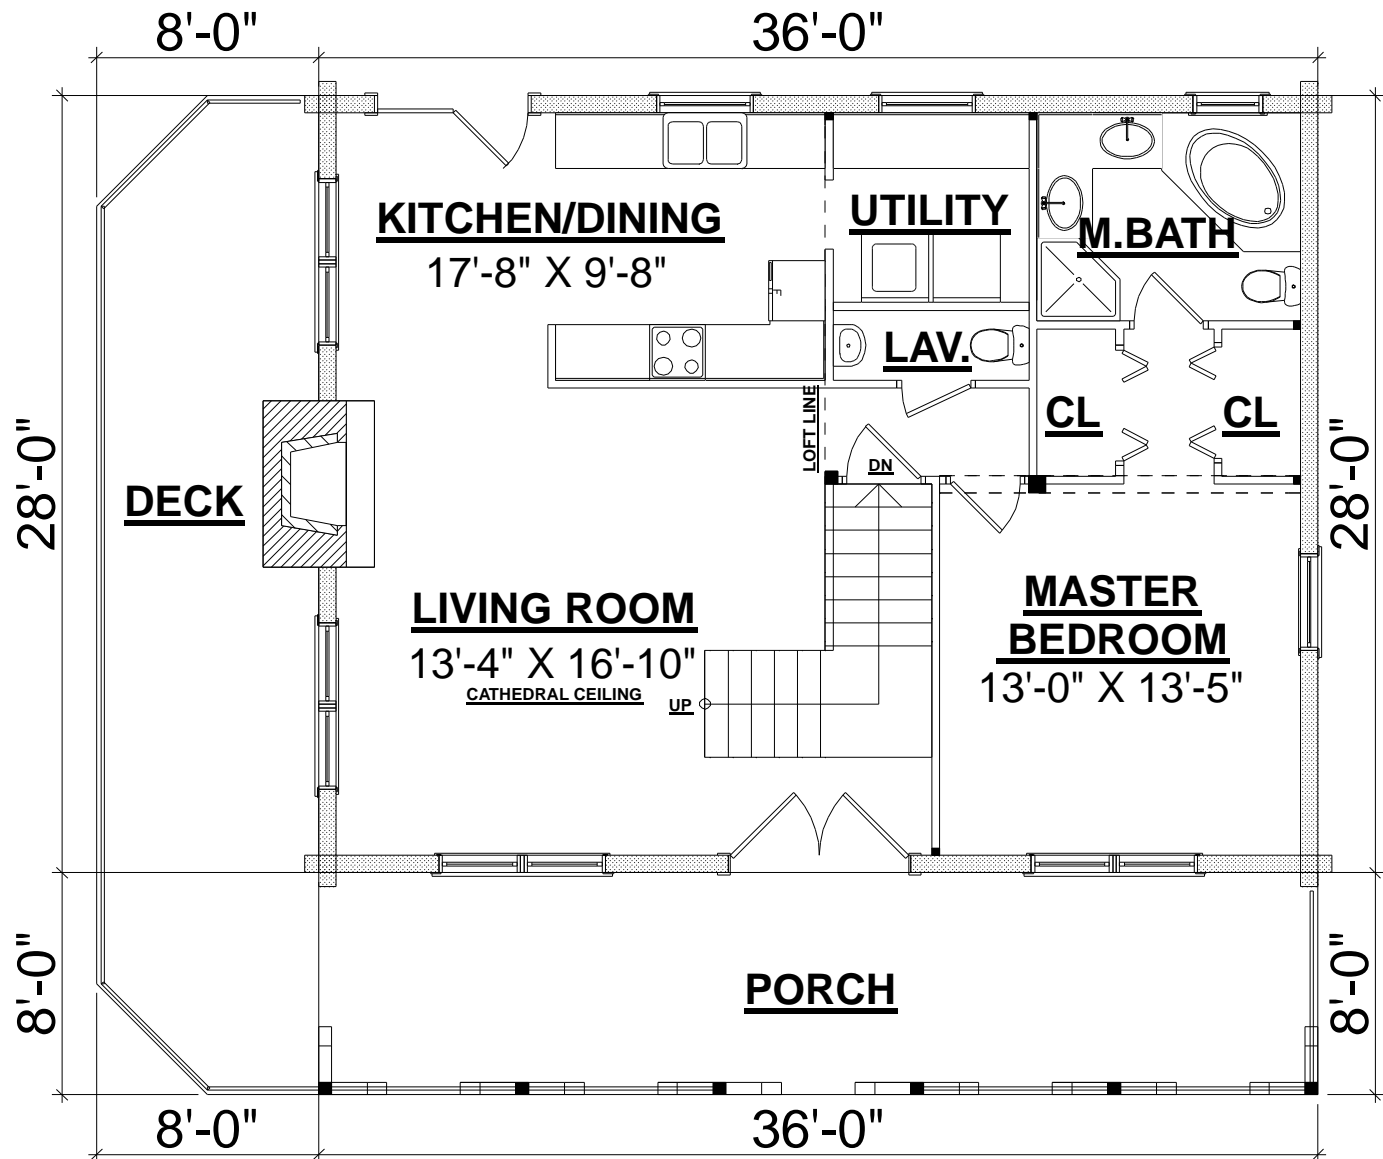 8'-0"
36'-0"
KITCHEN/DINING
17'-8" X 9'-8"
UTILITY
M.BATH
F
LAV.
CL
CL
LOFT LINE
DN
28'-0"
DECK
28'-0"
LIVING ROOM
13'-4" X 16'-10"
CATHEDRAL CEILING
UP
MASTER
BEDROOM
13'-0" X 13'-5"
8'-0"
PORCH
8'-0"
8'-0"
36'-0"